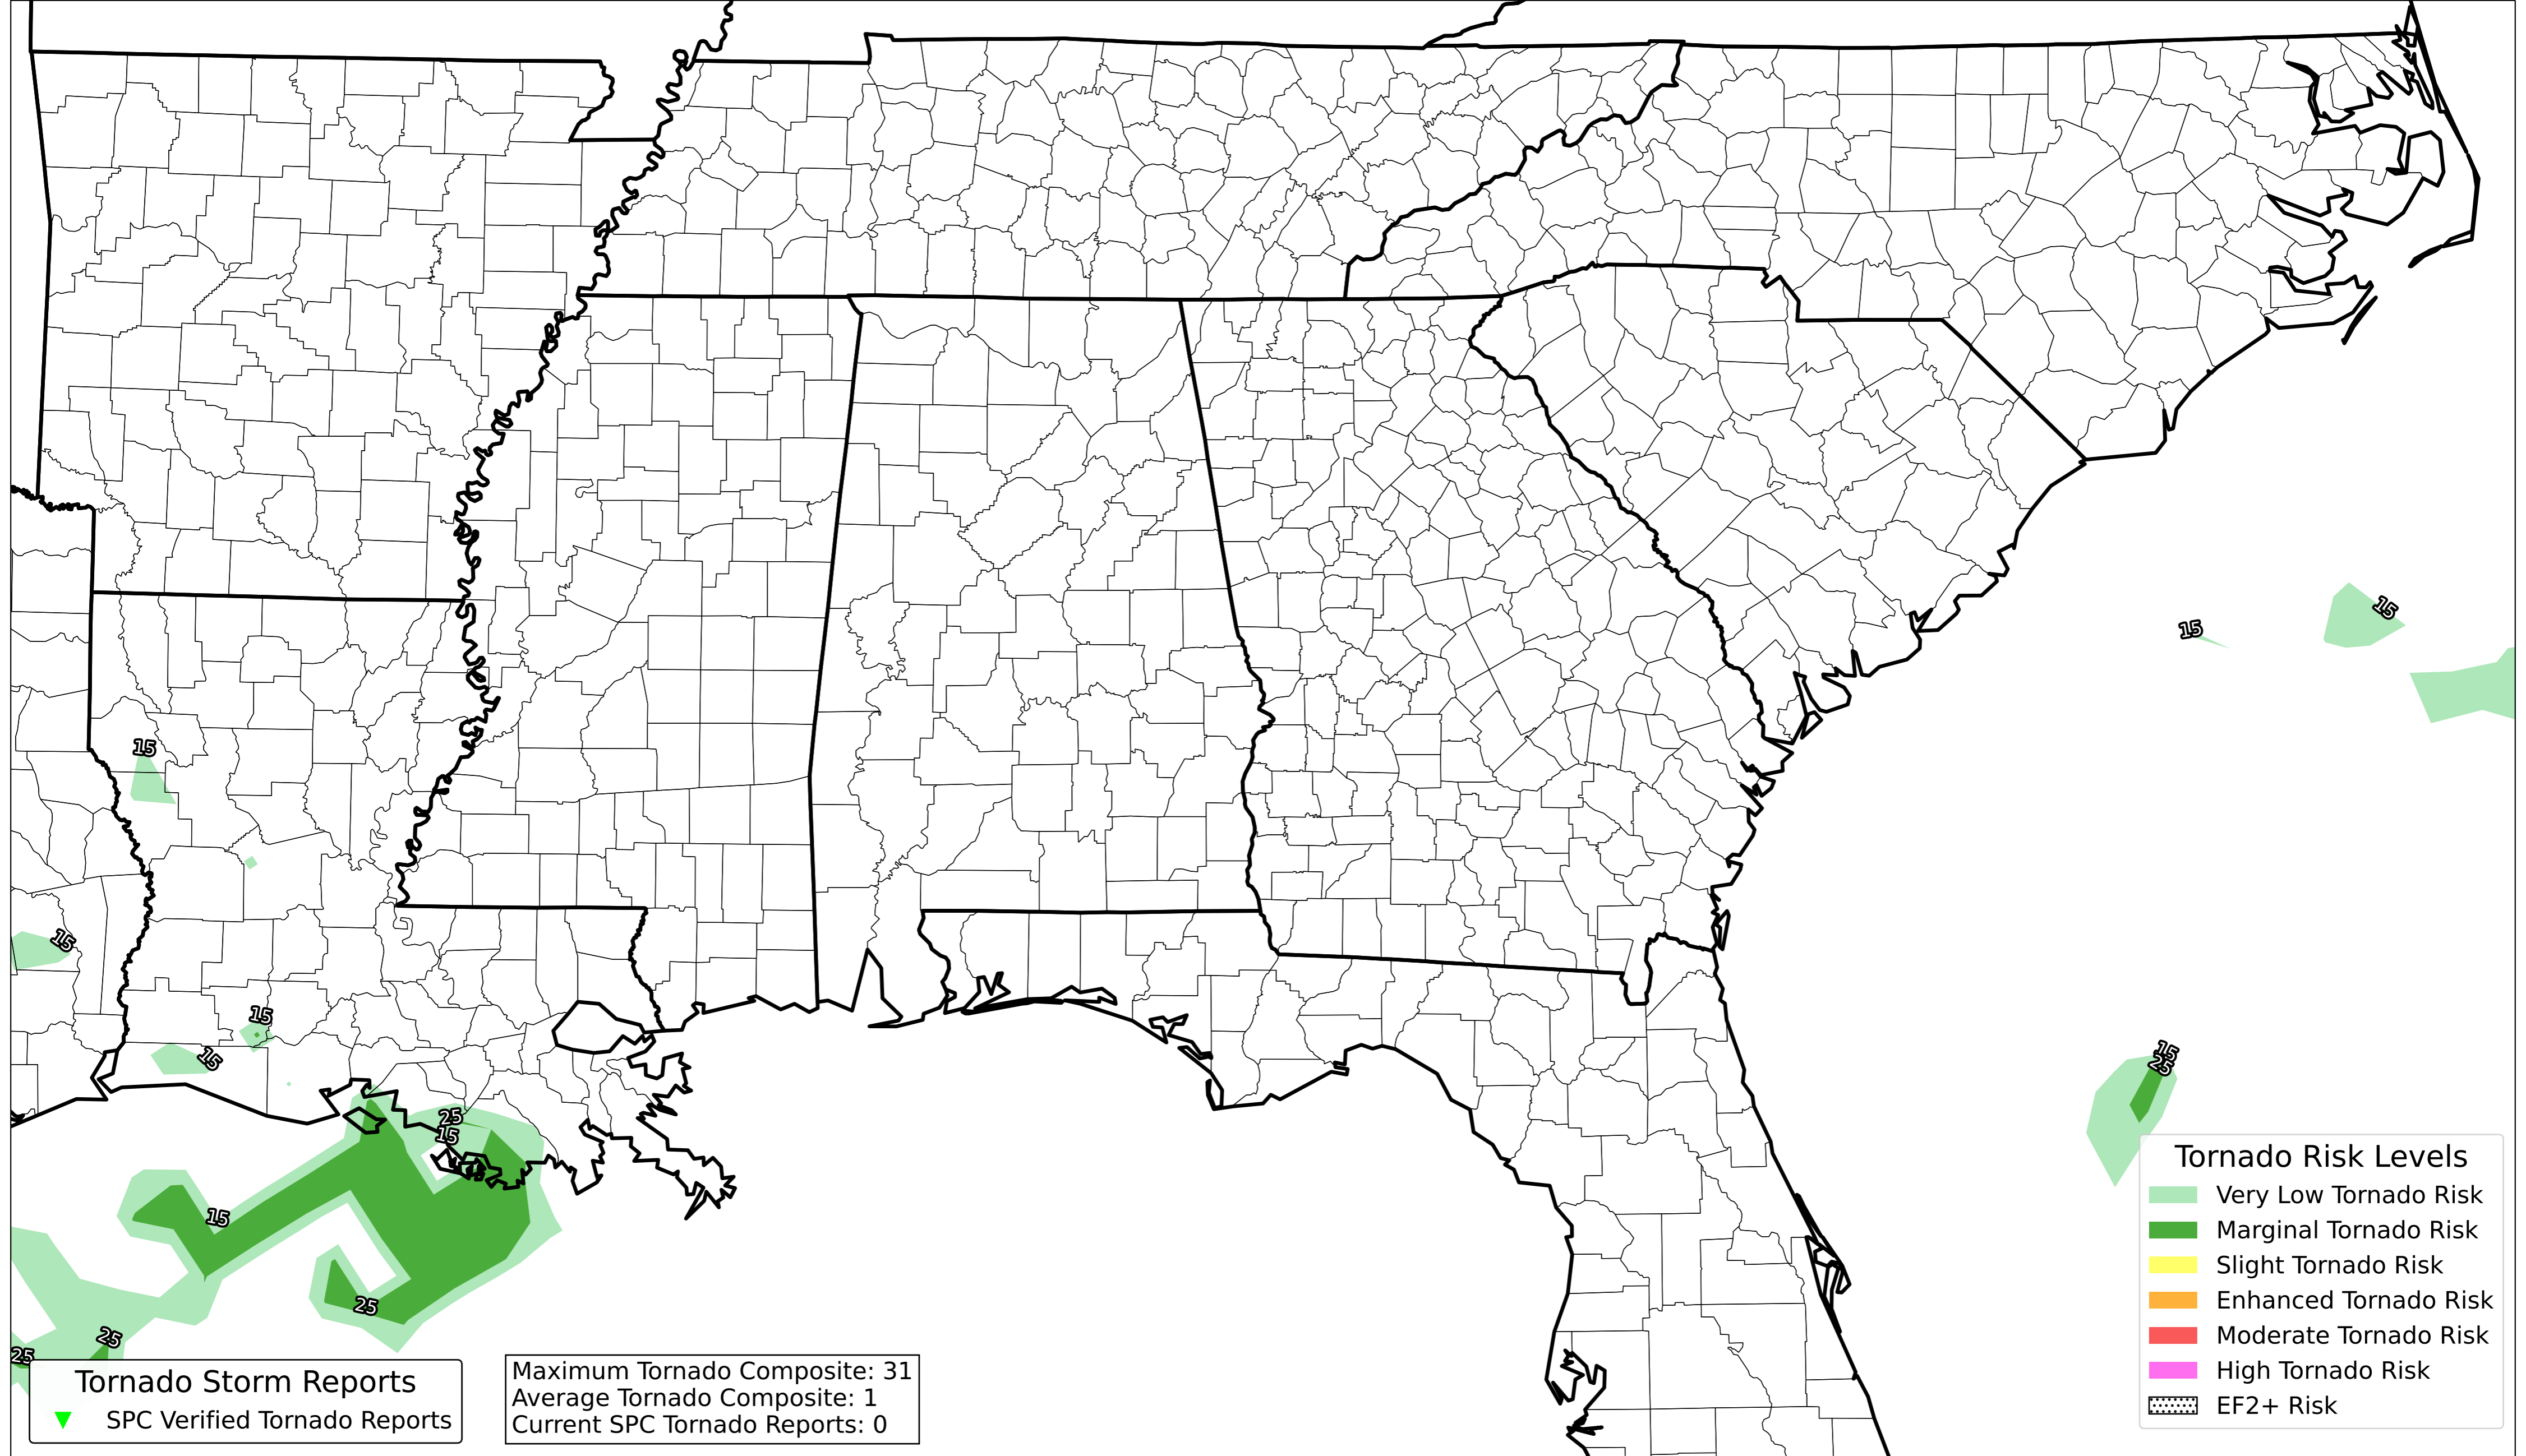 15
15
15
15
15
15
25
15
25
15
15
25
25
25
Tornado Storm Reports
SPC Verified Tornado Reports
Maximum Tornado Composite: 31
Average Tornado Composite: 1
Current SPC Tornado Reports: 0
Tornado Risk Levels
Very Low Tornado Risk
Marginal Tornado Risk
Slight Tornado Risk
Enhanced Tornado Risk
Moderate Tornado Risk
High Tornado Risk
EF2+ Risk